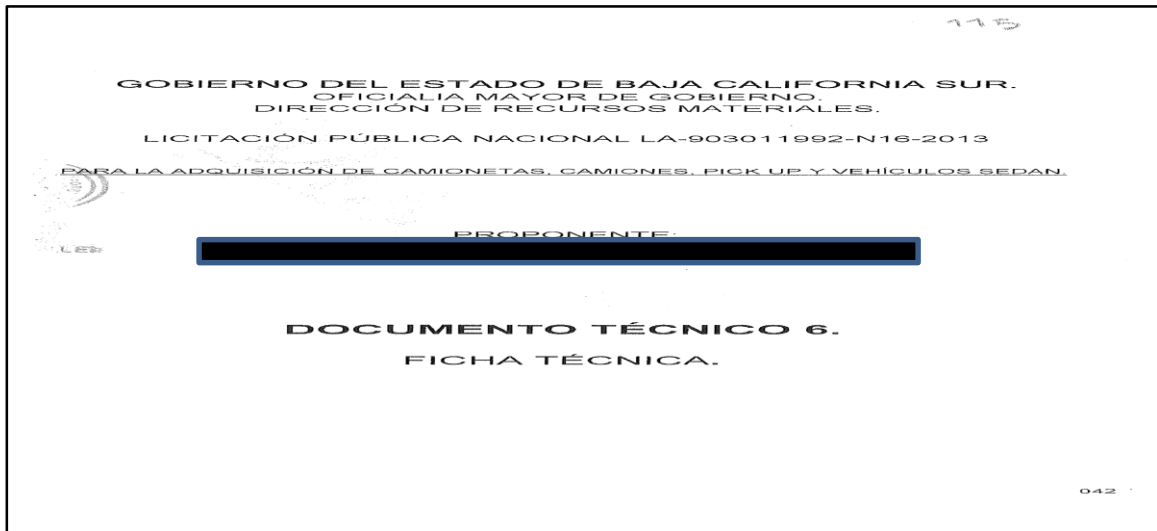 115
GOBIERNO DEL ESTADO DE BAJA CALIFORNIA SUR.
OFICIALIA MAYOR DE GOBIERNO.
DIRECCIÓN DE RECURSOS MATERIALES.
LICITACIÓN PÚBLICA NACIONAL LA-903011992-N16-2013
PARA LA ADQUISICIÓN DE CAMIONETAS, CAMIONES, PICK UP Y VEHÍCULOS SEDAN.
PROPONENTE:
DOCUMENTO TÉCNICO 6.
FICHA TÉCNICA.
042